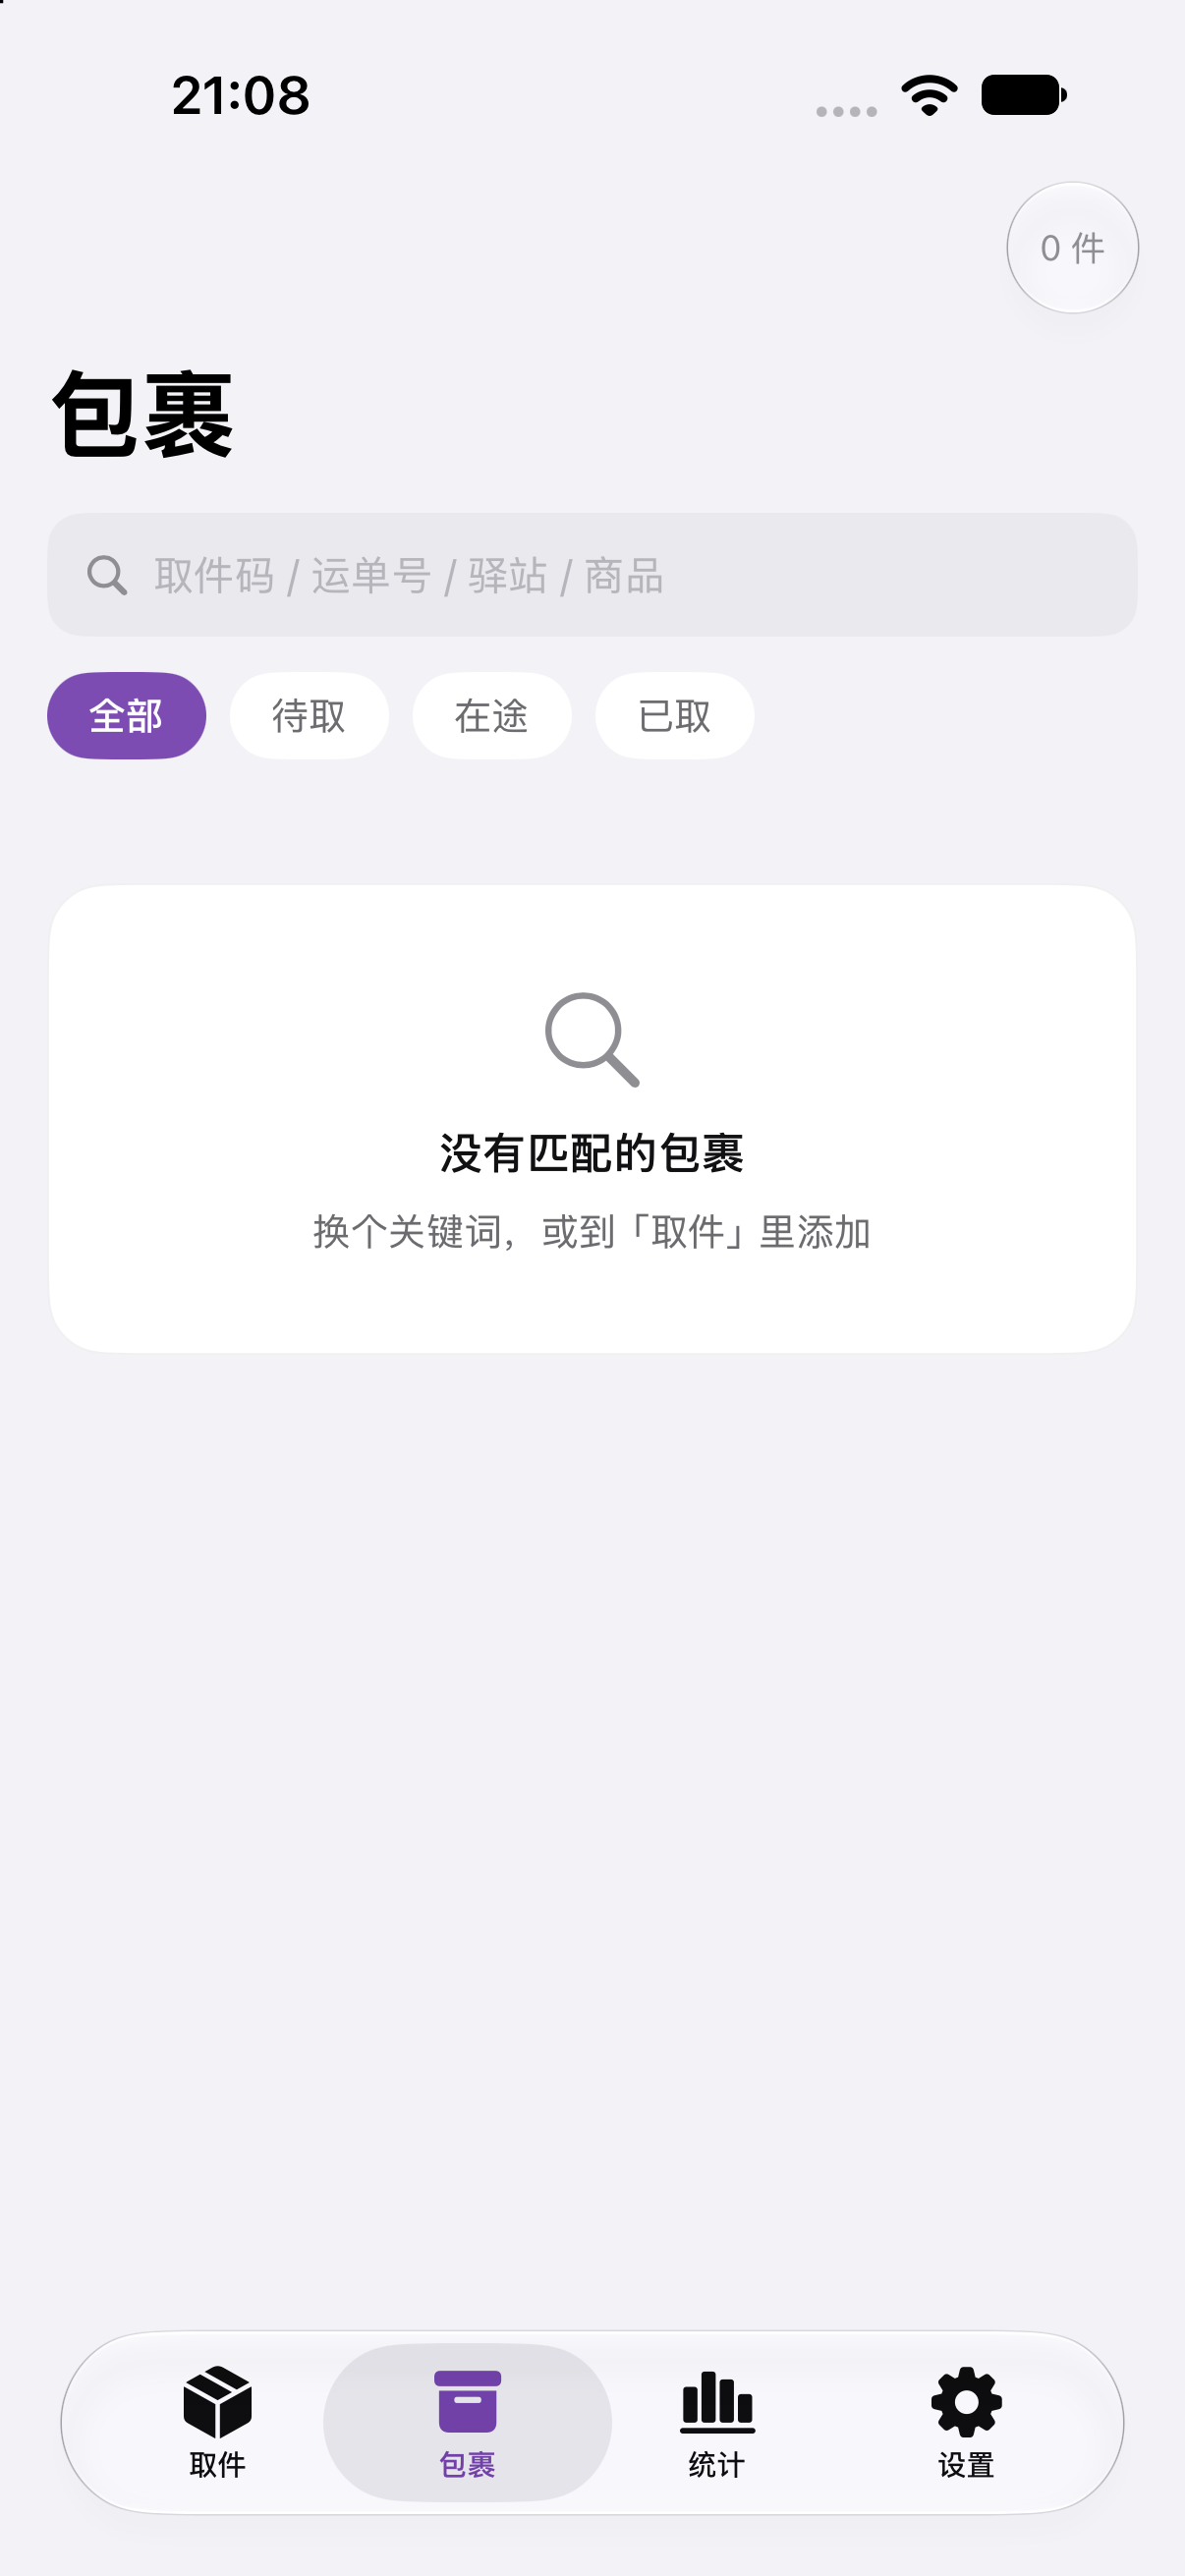 21:08
0 件
包裹
取件码 / 运单号 / 驿站 / 商品
全部 待取 在途 已取
没有匹配的包裹
换个关键词，或到「取件」里添加
取件 包裹 统计 设置